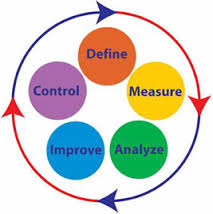 Define
Measure
Analyze
Improve
Control